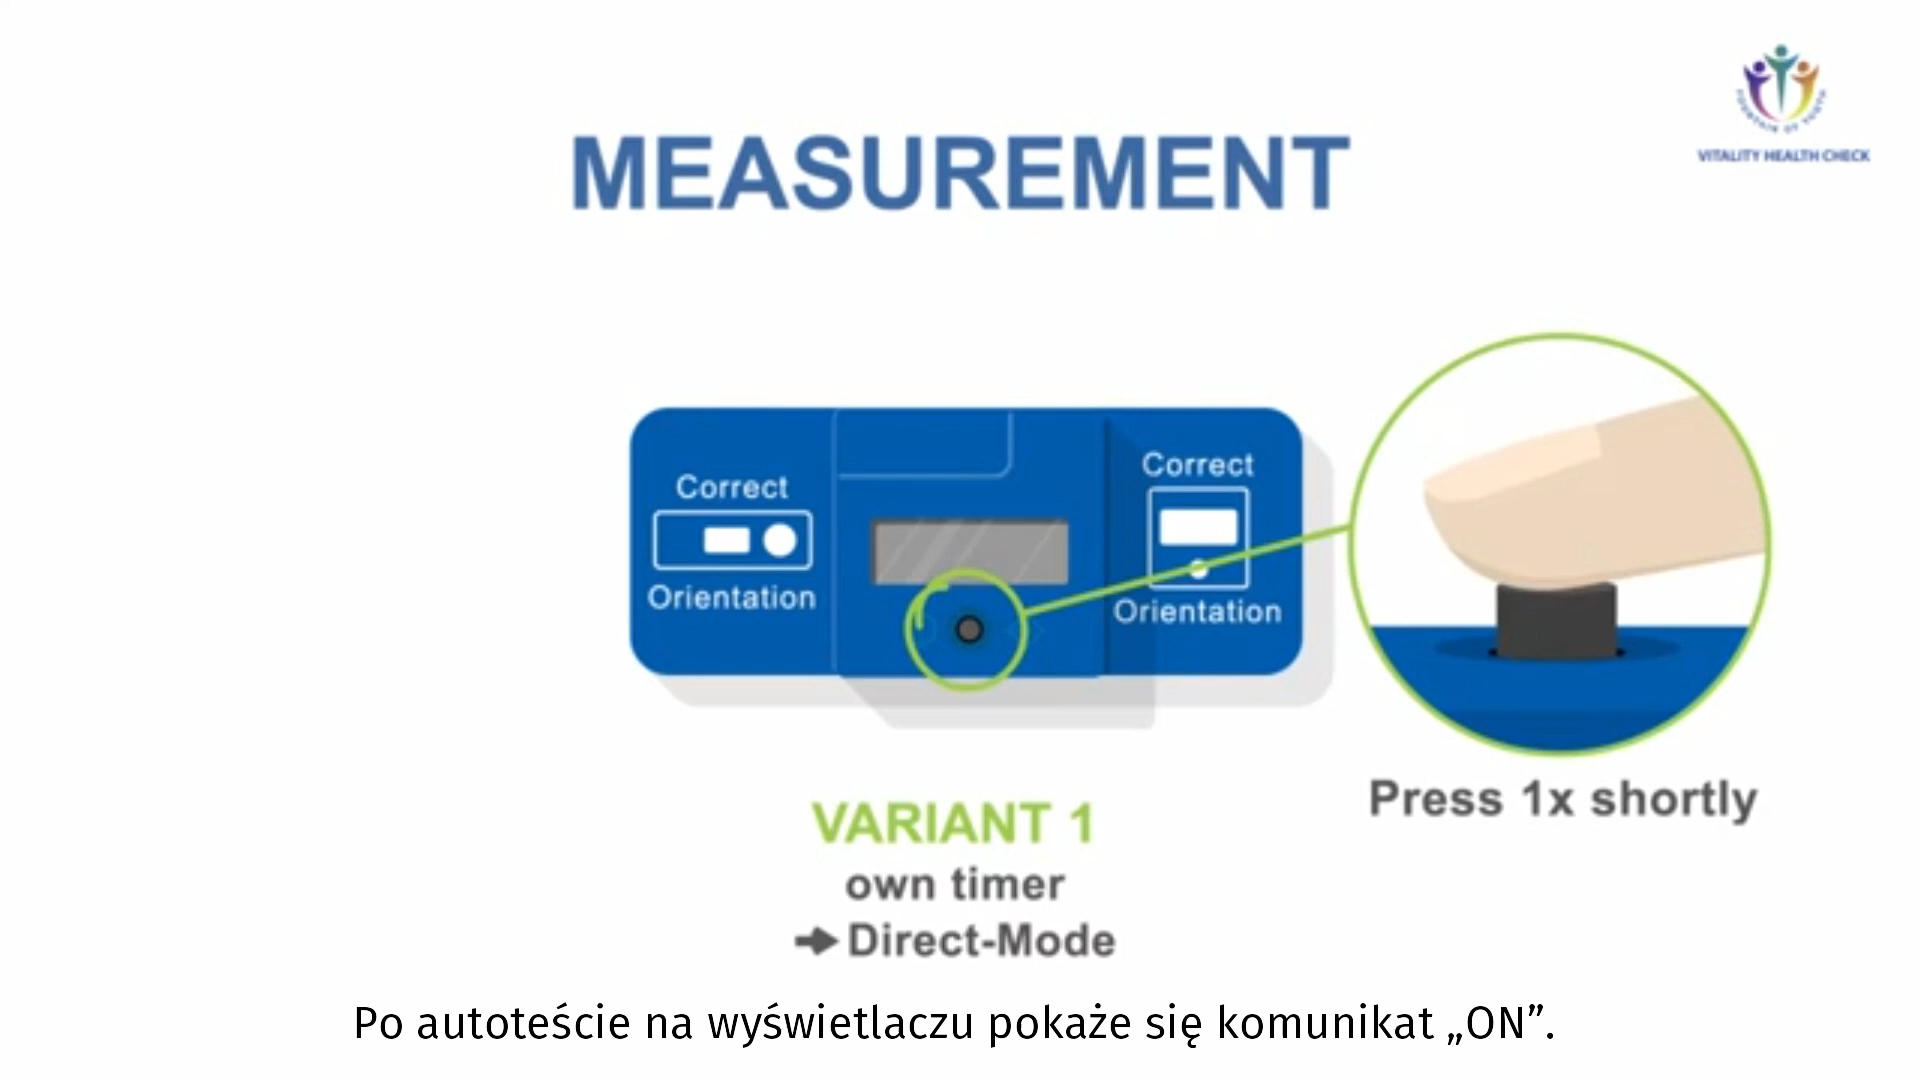 VITALITY HEALTH CHECK
MEASUREMENT
Correct
Orientation
Correct
Orientation
Press 1x shortly
VARIANT 1
own timer
Direct-Mode
Po autoteście na wyświetlaczu pokaże się komunikat „ON”.